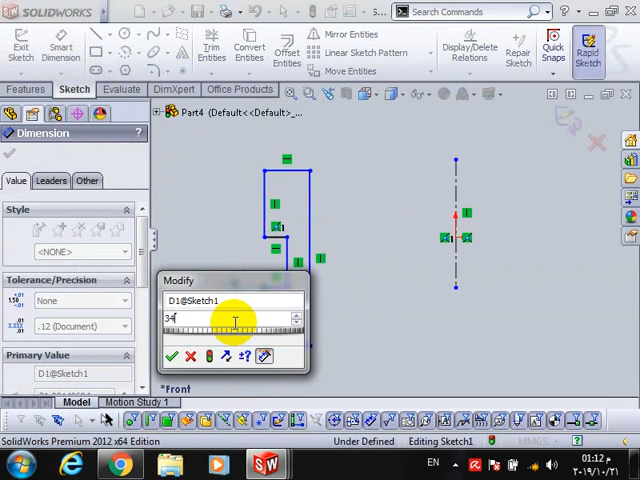 SOLIDWORKS
S...
Search Commands
Exit Sketch
Smart Dimension
Trim Entities
Convert Entities
Offset Entities
Mirror Entities
Linear Sketch Pattern
Move Entities
Display/Delete Relations
Repair Sketch
Quick Snaps
Rapid Sketch
Features
Sketch
Evaluate
DimXpert
Office Products
Part4 (Default<<Default>_...
Dimension
?
Value
Leaders
Other
Style
<NONE>
Tolerance/Precision
None
.12 (Document)
Primary Value
D1@Sketch1
Modify
D1@Sketch1
34
*Front
Model
Motion Study 1
SolidWorks Premium 2012 x64 Edition
Under Defined
Editing Sketch1
MMGS
EN
01:12 م
٢٠١٩/١٠/٢١